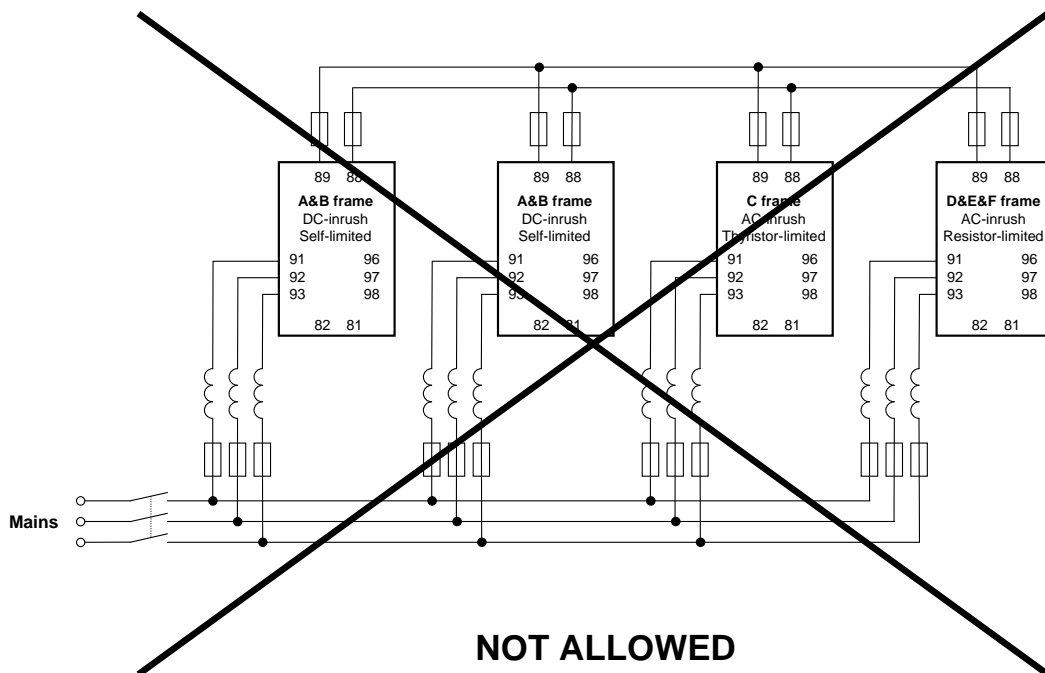 89 88
89 88
89 88
89 88
A&B frame
DC-inrush
Self-limited
A&B frame
DC-inrush
Self-limited
C frame
AC-inrush
Thyristor-limited
D&E&F frame
AC-inrush
Resistor-limited
91 96
92 97
93 98
82 81
91 96
92 97
93 98
82 81
91 96
92 97
93 98
82 81
91 96
92 97
93 98
82 81
Mains
NOT ALLOWED